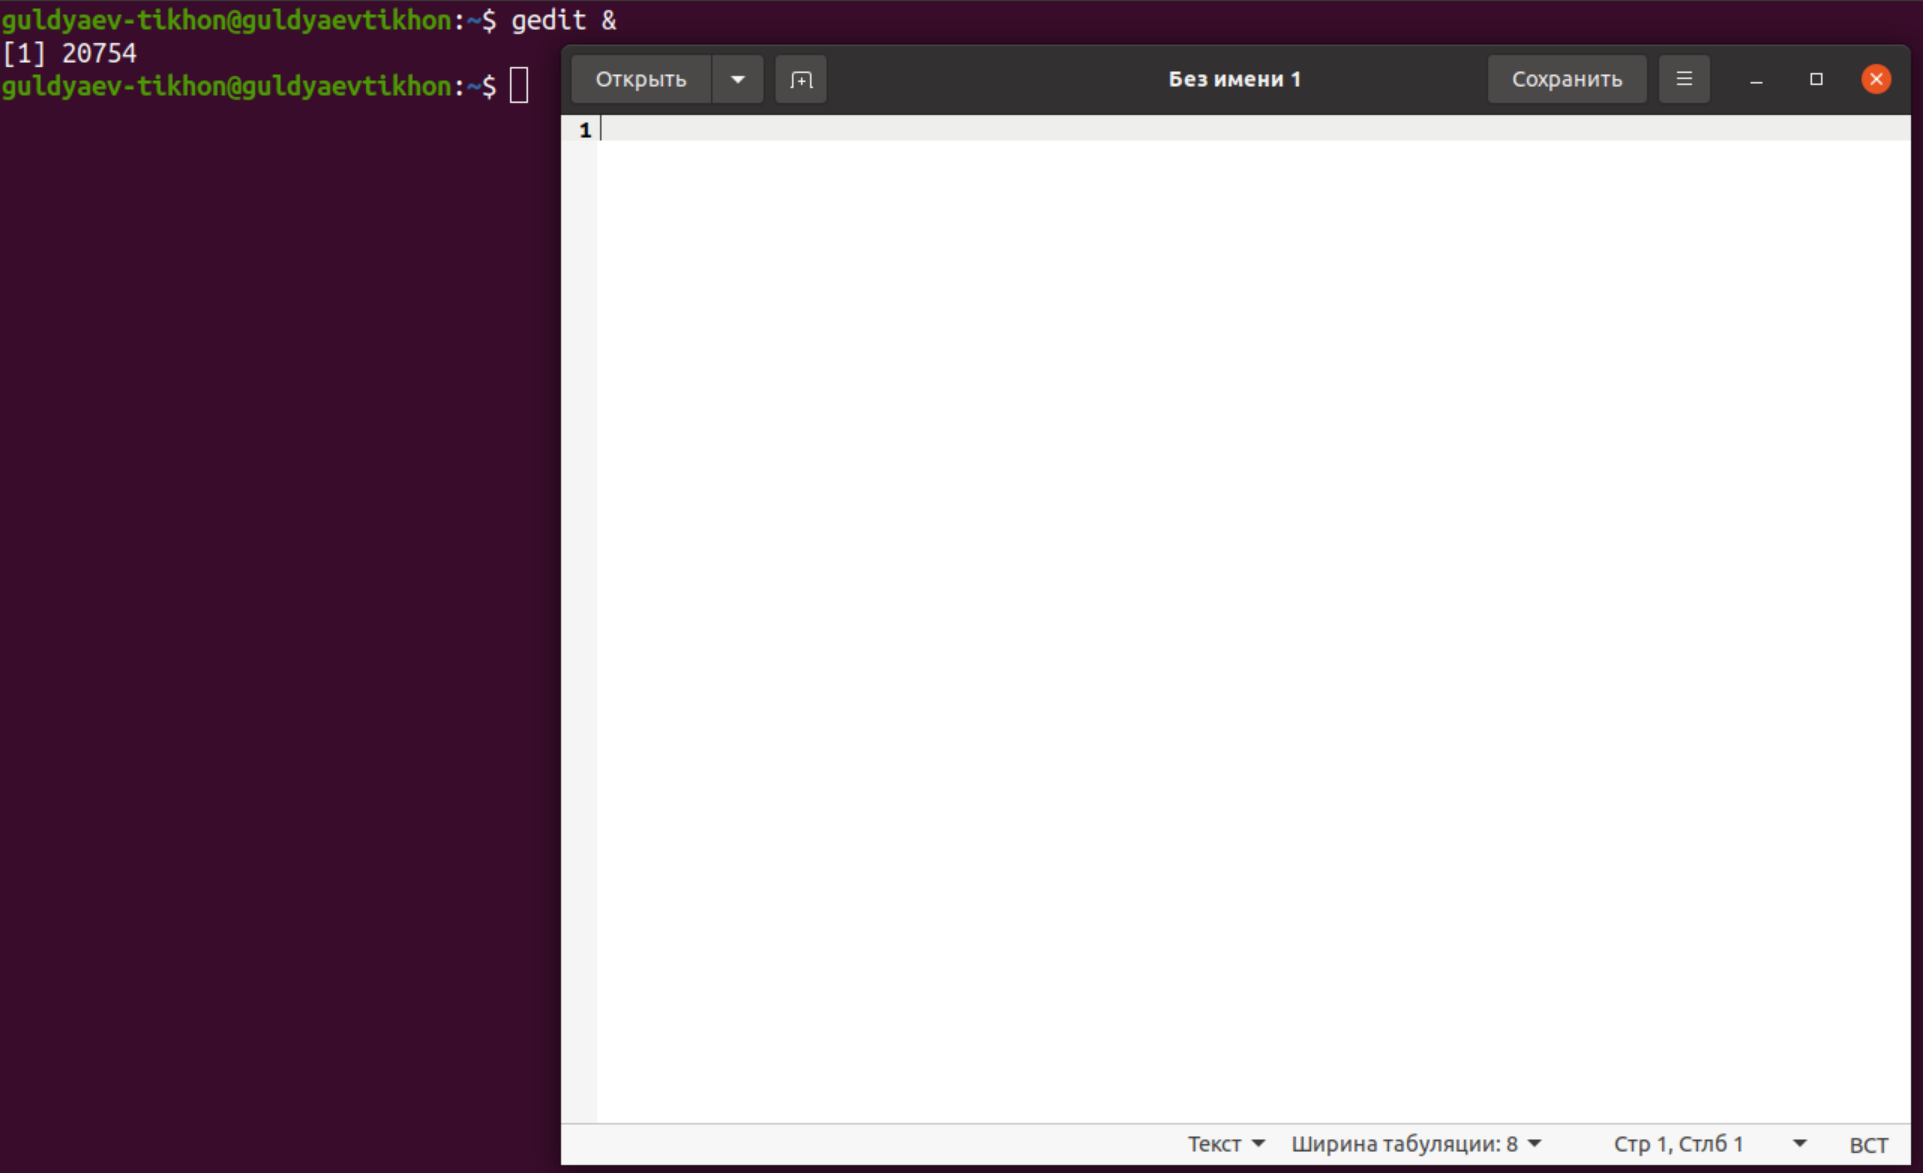 guldyaev-tikhon@guldyaevtikhon:~$ gedit &
[1] 20754
guldyaev-tikhon@guldyaevtikhon:~$
Открыть Без имени 1 Сохранить
1
Текст Ширина табуляции: 8 Стр 1, Стлб 1 ВСТ